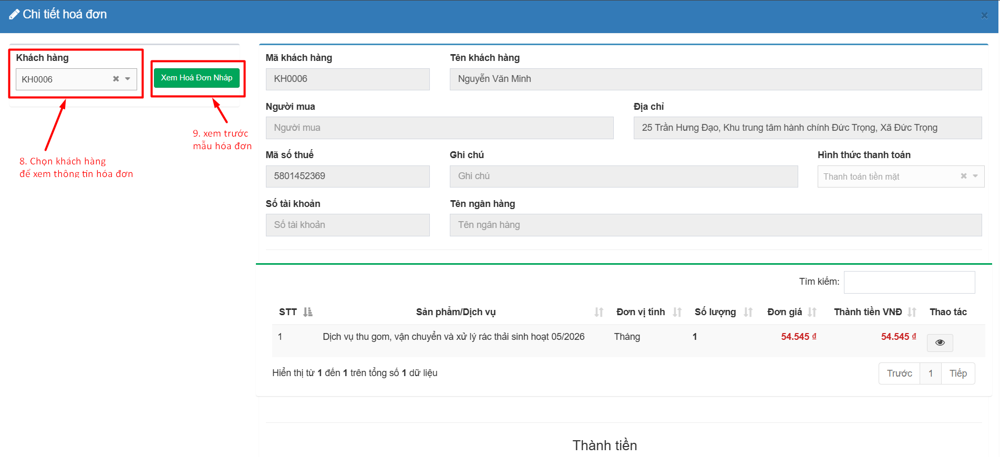 Chi tiết hoá đơn
Khách hàng
KH0006
Xem Hoá Đơn Nháp
8. Chọn khách hàng
để xem thông tin hóa đơn
9. xem trước
mẫu hóa đơn
Mã khách hàng
Tên khách hàng
KH0006
Nguyễn Văn Minh
Người mua
Địa chỉ
Người mua
25 Trần Hưng Đạo, Khu trung tâm hành chính Đức Trọng, Xã Đức Trọng
Mã số thuế
Ghi chú
Hình thức thanh toán
5801452369
Ghi chú
Thanh toán tiền mặt
Số tài khoản
Tên ngân hàng
Số tài khoản
Tên ngân hàng
Tìm kiếm:
STT Sản phẩm/Dịch vụ Đơn vị tính Số lượng Đơn giá Thành tiền VNĐ Thao tác
1 Dịch vụ thu gom, vận chuyển và xử lý rác thải sinh hoạt 05/2026 Tháng 1 54.545 ₫ 54.545 ₫
Hiển thị từ 1 đến 1 trên tổng số 1 dữ liệu
Trước 1 Tiếp
Thành tiền